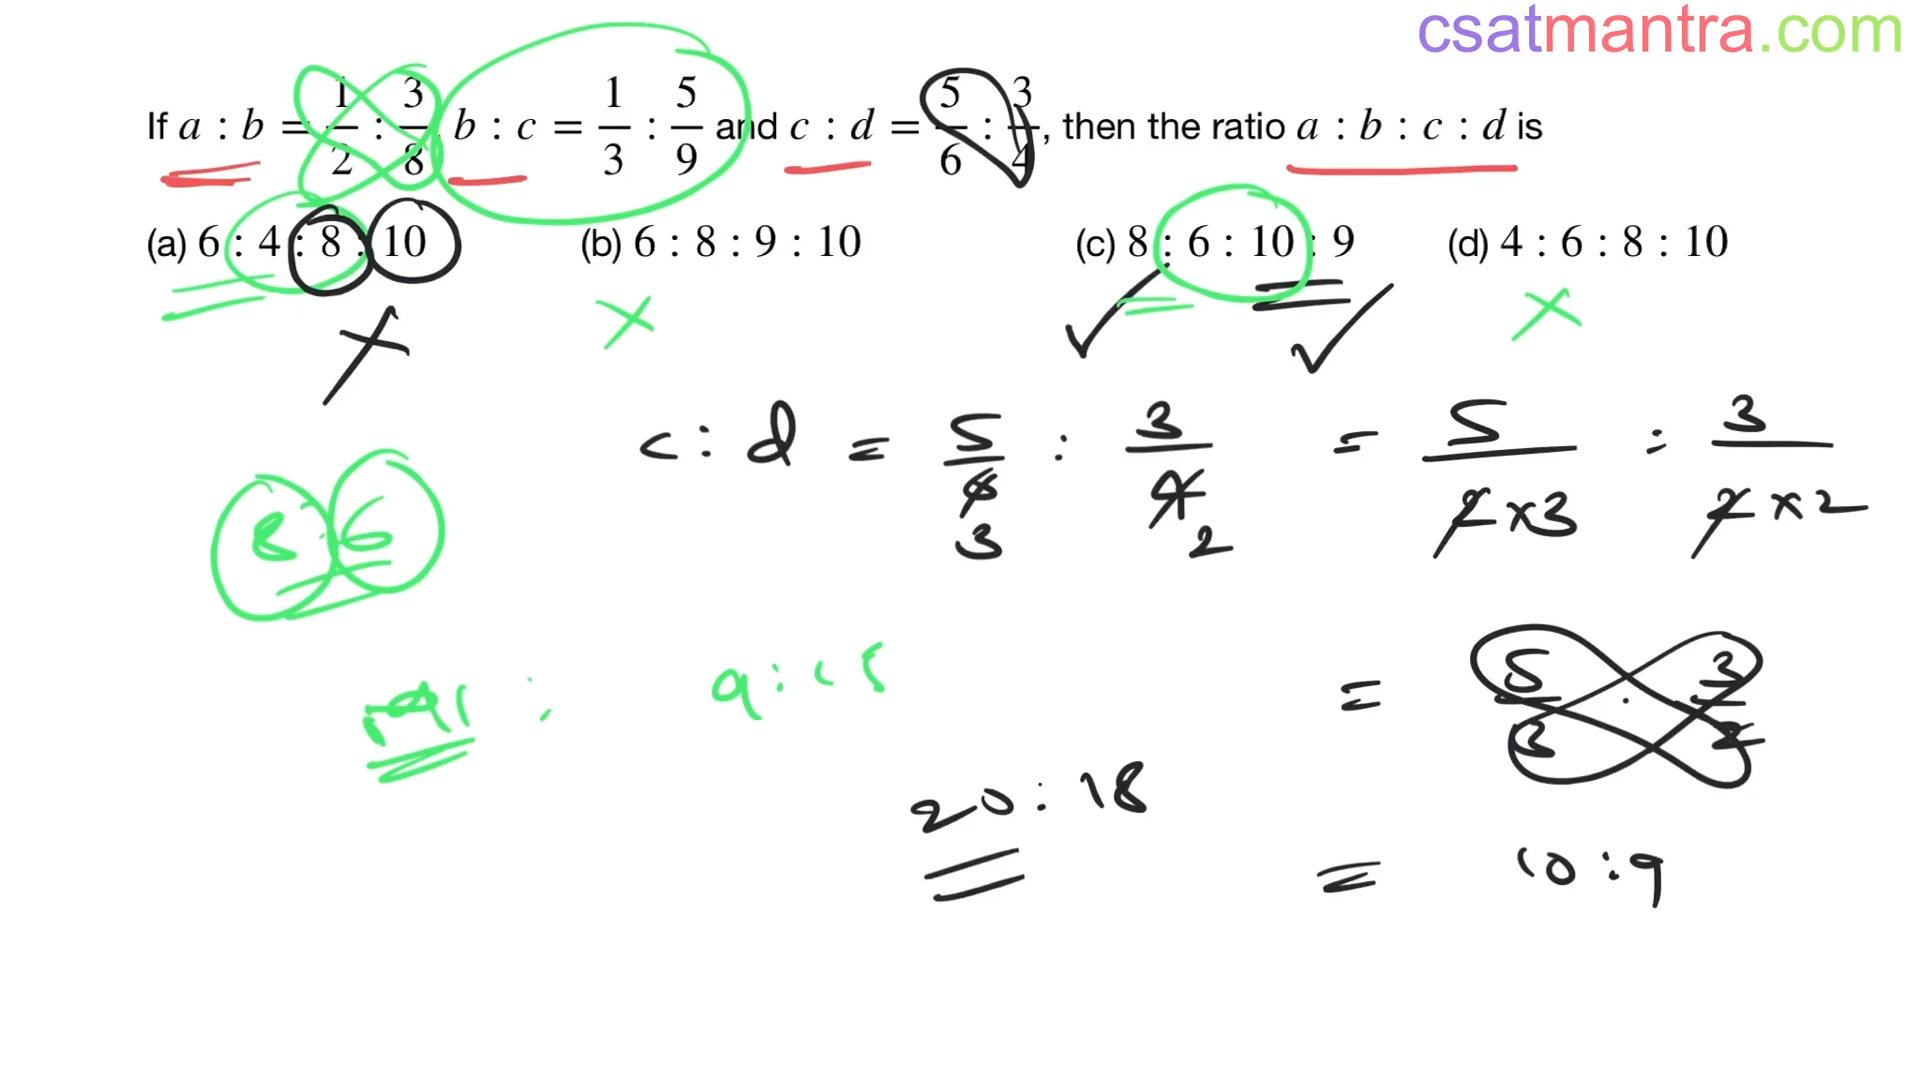 csatmantra.com
If a : b = 1/2 : 3/8, b : c = 1/3 : 5/9 and c : d = 5/6 : 3/4, then the ratio a : b : c : d is
(a) 6 : 4 : 8 : 10 (b) 6 : 8 : 9 : 10 (c) 8 : 6 : 10 : 9 (d) 4 : 6 : 8 : 10
c : d = 5/6 : 3/4 = 5/2×3 : 3/2×2
3 2
8 : 6
9 : 15
= 5/3 : 3/2
20 : 18
= 10 : 9